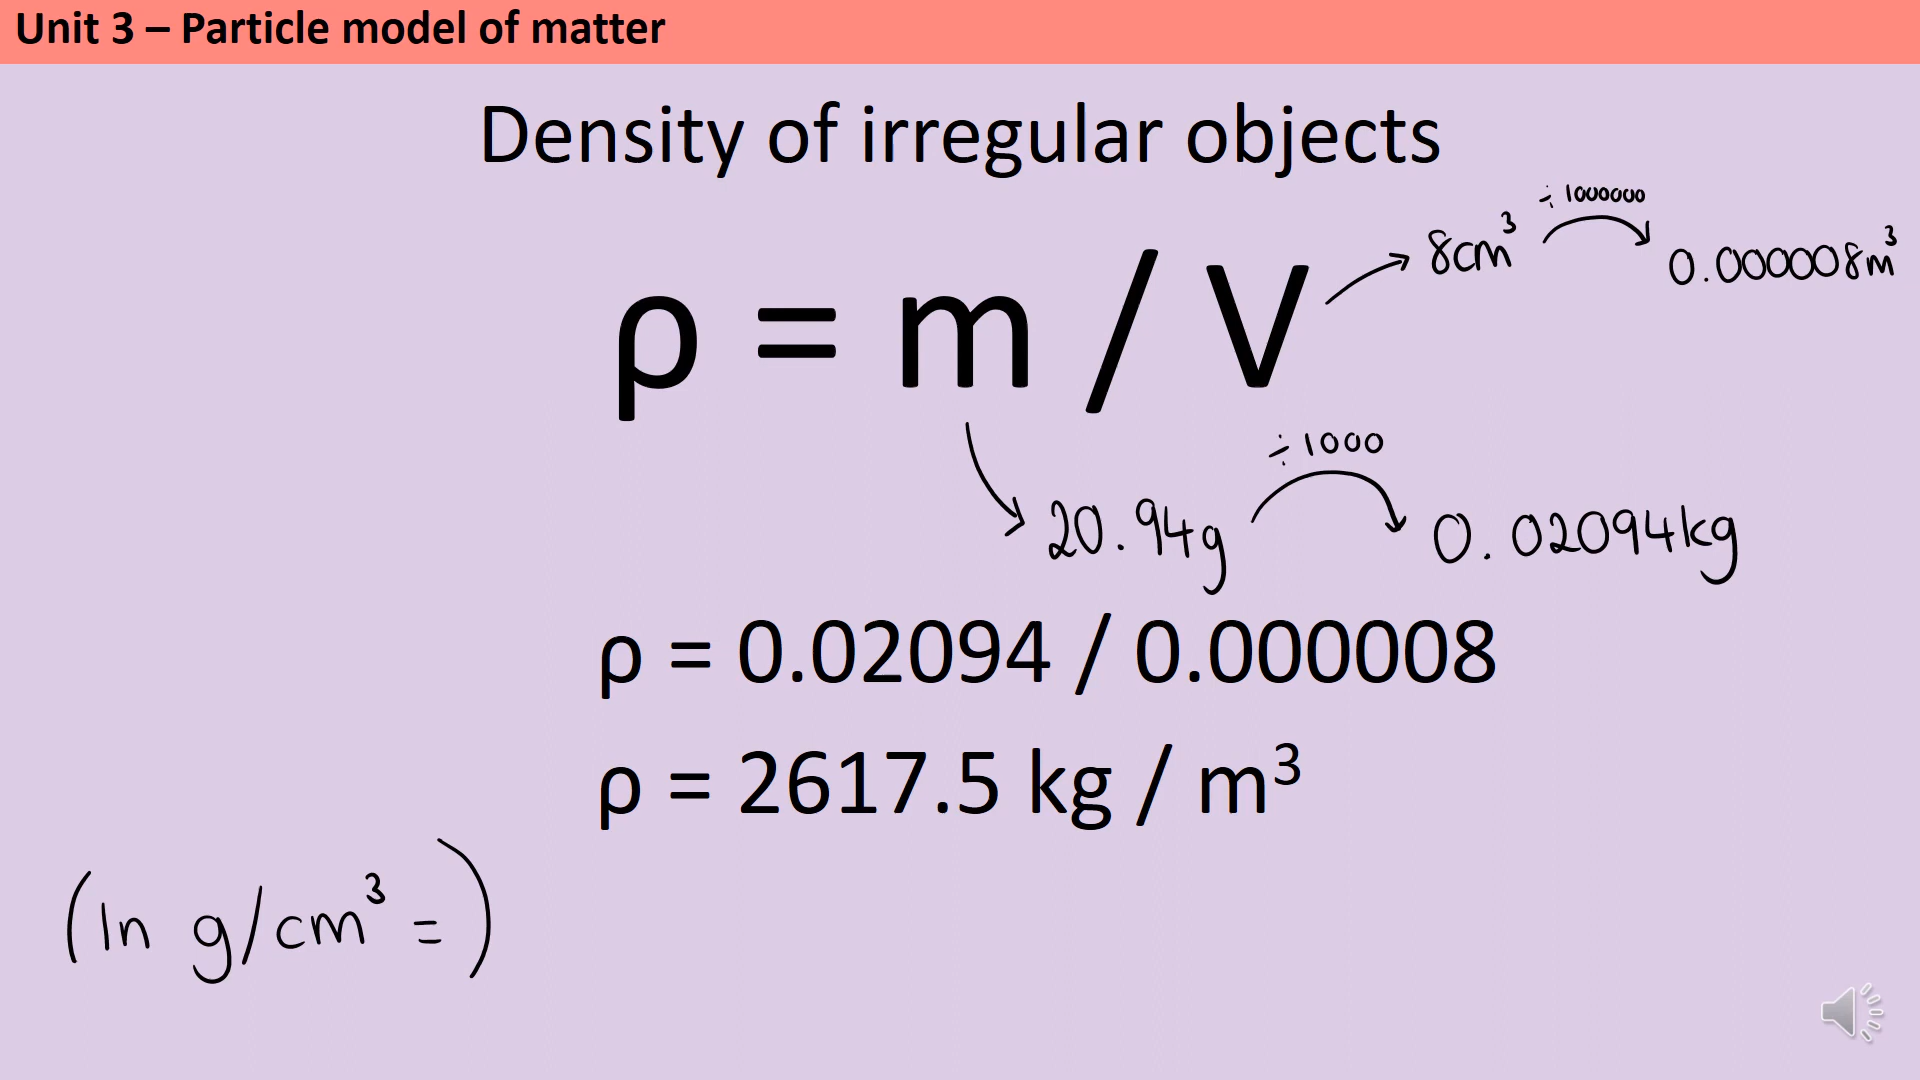 Unit 3 – Particle model of matter
Density of irregular objects
÷ 1000000
ρ = m / V
8cm³
0.000008m³
÷ 1000
20.94g
0.02094kg
ρ = 0.02094 / 0.000008
ρ = 2617.5 kg / m³
(In g/cm³ = )